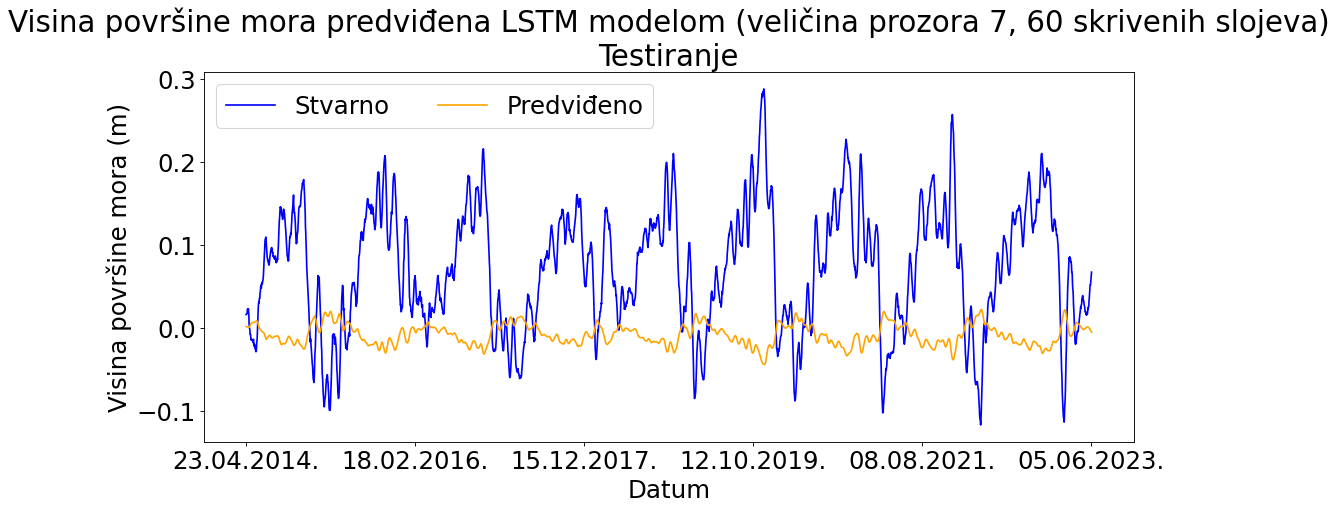 Visina površine mora predviđena LSTM modelom (veličina prozora 7, 60 skrivenih slojeva)
Testiranje
Stvarno
Predviđeno
Visina površine mora (m)
0.3
0.2
0.1
0.0
−0.1
23.04.2014.
18.02.2016.
15.12.2017.
12.10.2019.
08.08.2021.
05.06.2023.
Datum